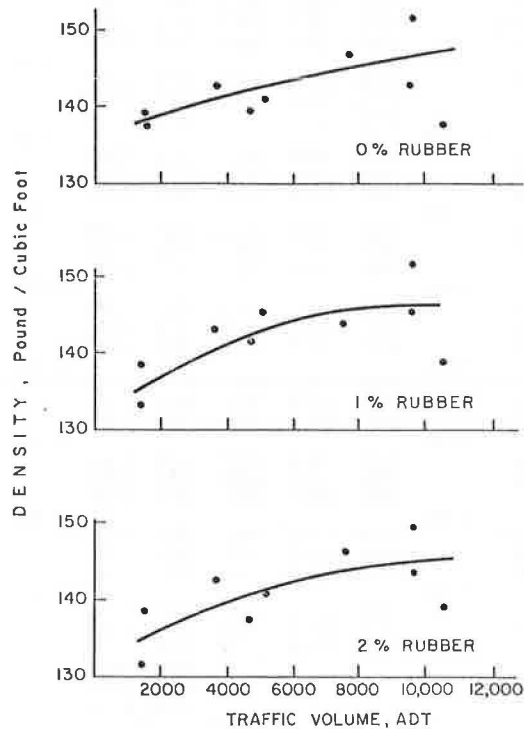 DENSITY, Pound / Cubic Foot
150
140
130
0 % RUBBER
150
140
130
1 % RUBBER
150
140
130
2 % RUBBER
2000 4000 6000 8000 10,000 12,000
TRAFFIC VOLUME, ADT